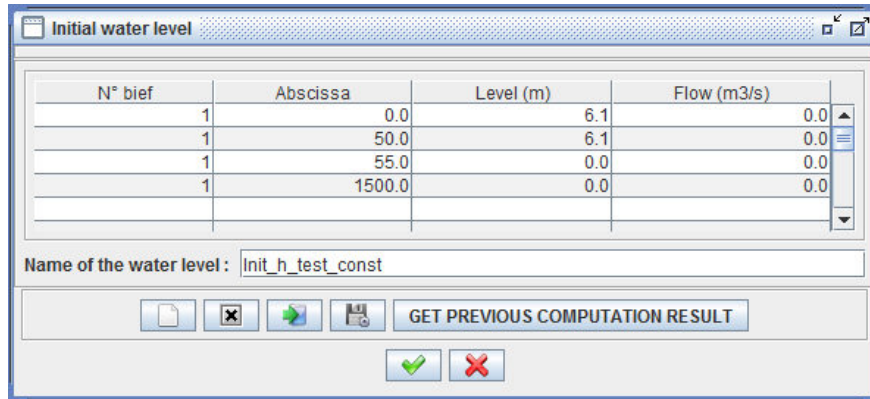 Initial water level
N° bief Abscissa Level (m) Flow (m3/s)
1 0.0 6.1 0.0
1 50.0 6.1 0.0
1 55.0 0.0 0.0
1 1500.0 0.0 0.0
Name of the water level : Init_h_test_const
GET PREVIOUS COMPUTATION RESULT